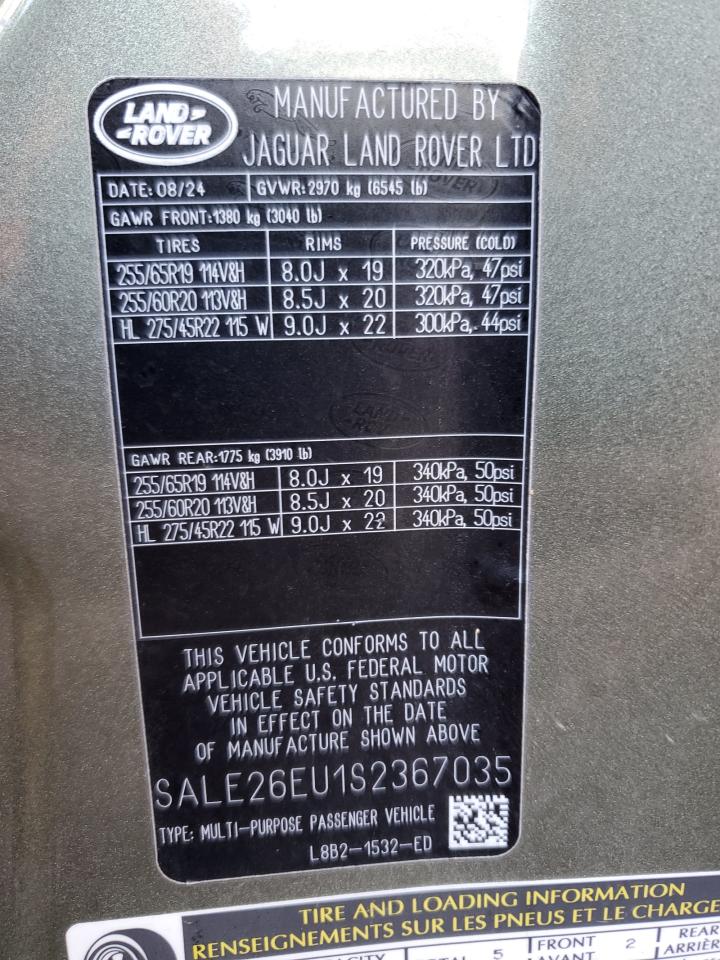 LAND ROVER
MANUFACTURED BY
JAGUAR LAND ROVER LTD
DATE: 08/24 GVWR: 2970 kg (6545 lb)
GAWR FRONT: 1380 kg (3040 lb)
TIRES RIMS PRESSURE (COLD)
255/65R19 114V&H 8.0J x 19 320kPa, 47psi
255/60R20 113V&H 8.5J x 20 320kPa, 47psi
HL 275/45R22 115 W 9.0J x 22 300kPa, 44psi
GAWR REAR: 1775 kg (3910 lb)
255/65R19 114V&H 8.0J x 19 340kPa, 50psi
255/60R20 113V&H 8.5J x 20 340kPa, 50psi
HL 275/45R22 115 W 9.0J x 22 340kPa, 50psi
THIS VEHICLE CONFORMS TO ALL
APPLICABLE U.S. FEDERAL MOTOR
VEHICLE SAFETY STANDARDS
IN EFFECT ON THE DATE
OF MANUFACTURE SHOWN ABOVE
SALE26EU1S2367035
TYPE: MULTI-PURPOSE PASSENGER VEHICLE
L8B2-1532-ED
TIRE AND LOADING INFORMATION
RENSEIGNEMENTS SUR LES PNEUS ET LE CHARGE
5 FRONT 2 REAR
AVANT ARRIÈR